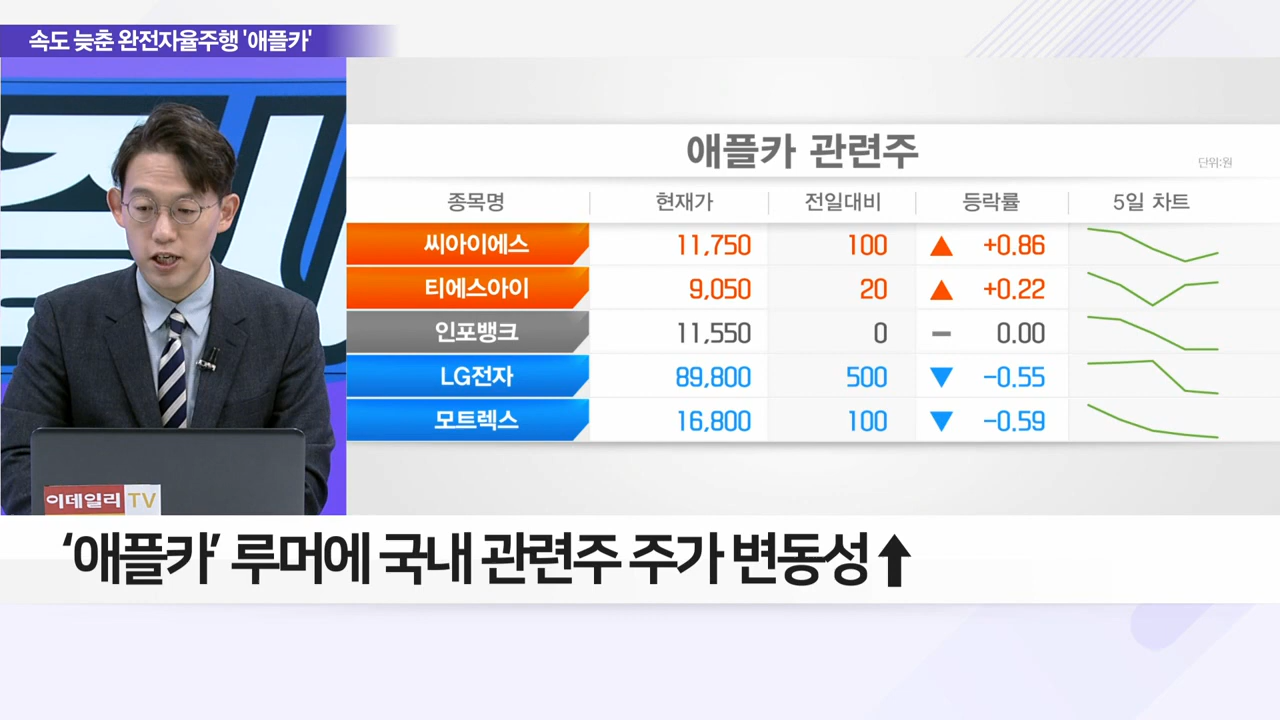 속도 늦춘 완전자율주행 '애플카'
애플카 관련주
단위:원
종목명 현재가 전일대비 등락률 5일 차트
씨아이에스 11,750 100 ▲ +0.86
티에스아이 9,050 20 ▲ +0.22
인포뱅크 11,550 0 – 0.00
LG전자 89,800 500 ▼ -0.55
모트렉스 16,800 100 ▼ -0.59
이데일리 TV
‘애플카’ 루머에 국내 관련주 주가 변동성⬆